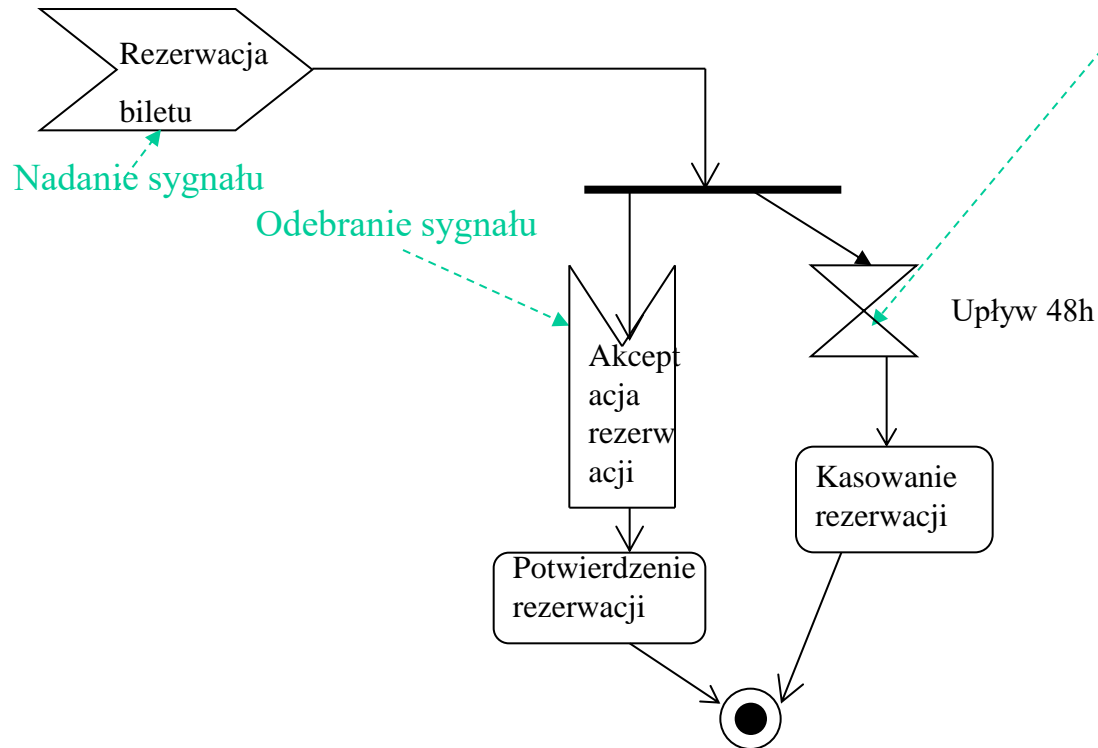 Rezerwacja
biletu
Nadanie sygnału
Odebranie sygnału
Upływ 48h
Akcept
acja
rezerw
acji
Kasowanie
rezerwacji
Potwierdzenie
rezerwacji